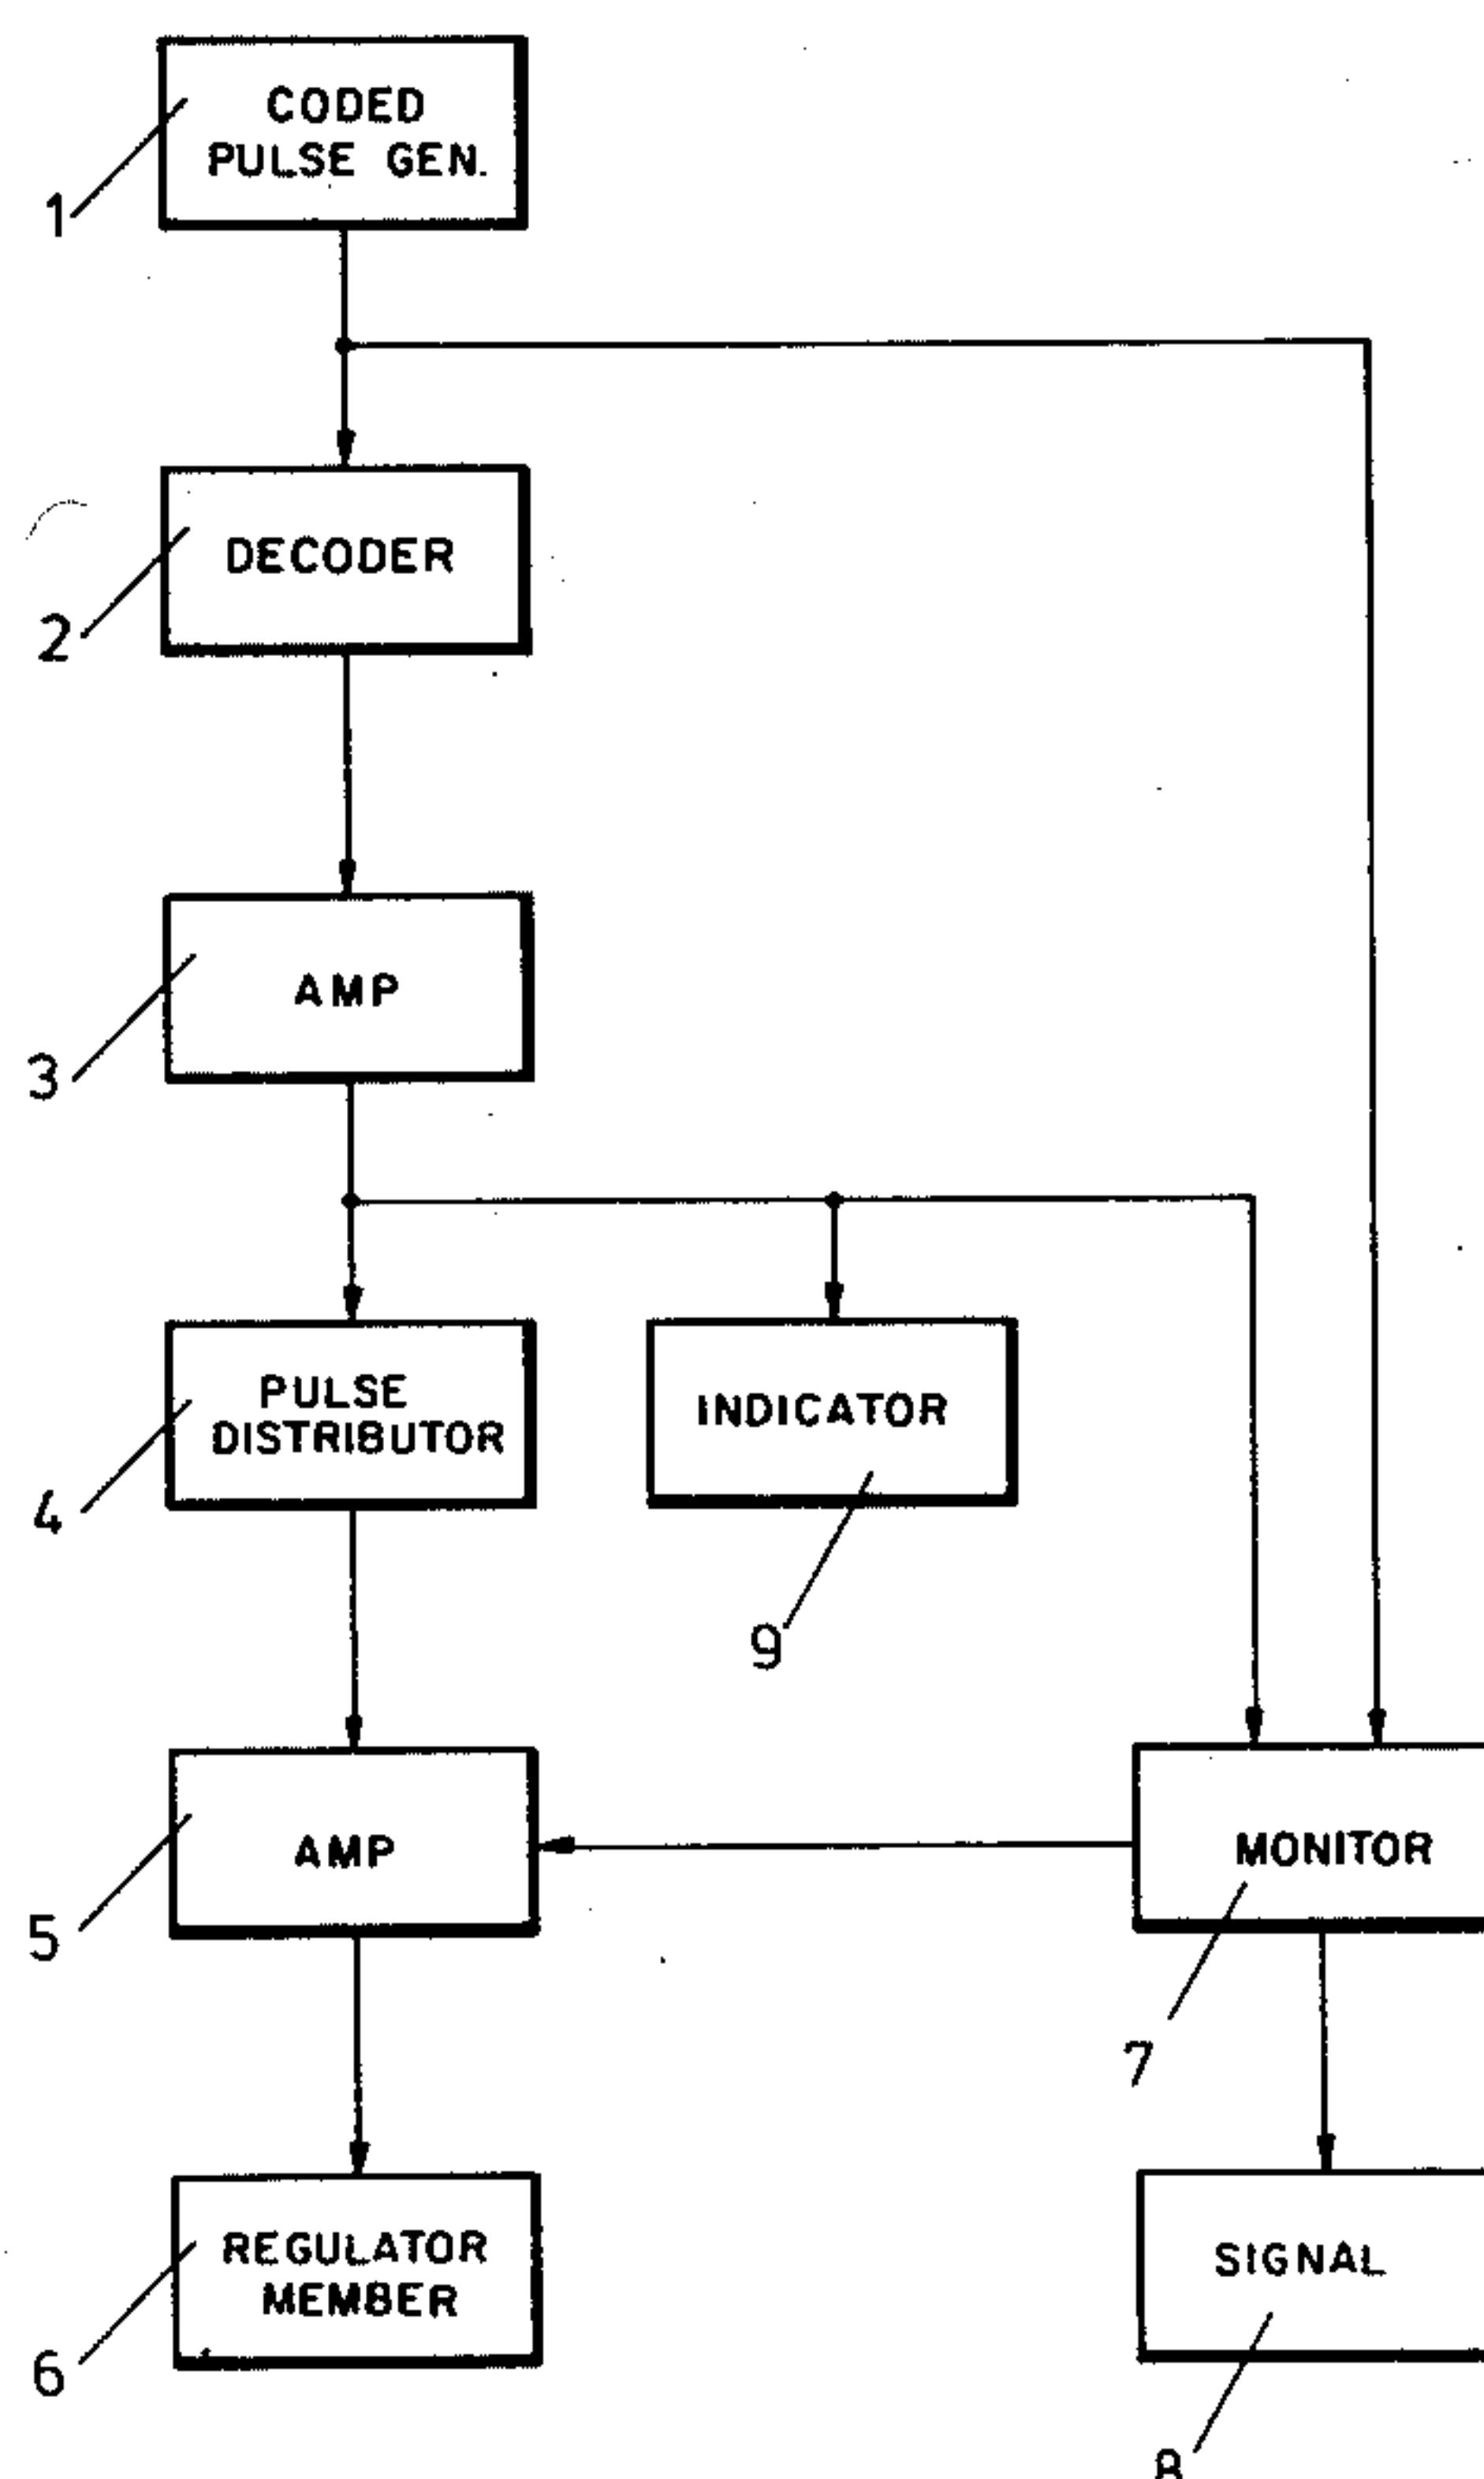 CODED
PULSE GEN.
1
DECODER
2
AMP
3
PULSE
DISTRIBUTOR
4
INDICATOR
9
AMP
5
MONITOR
7
REGULATOR
MEMBER
6
SIGNAL
8